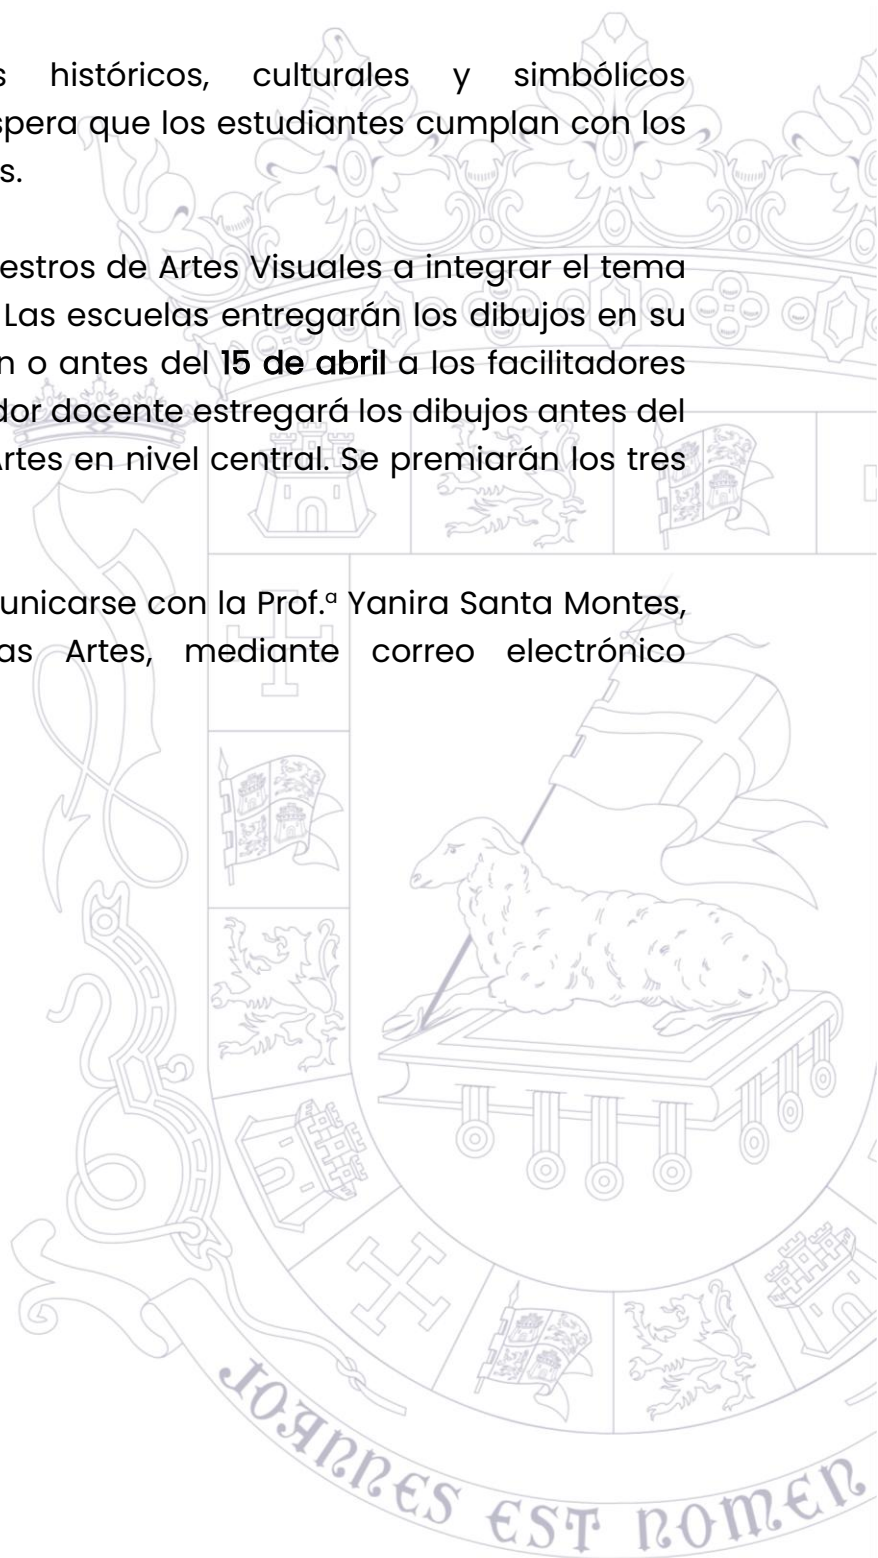 s históricos, culturales y simbólicos
spera que los estudiantes cumplan con los
s.
estros de Artes Visuales a integrar el tema
Las escuelas entregarán los dibujos en su
n o antes del 15 de abril a los facilitadores
dor docente estregará los dibujos antes del
Artes en nivel central. Se premiarán los tres
unicarse con la Prof.ª Yanira Santa Montes,
as Artes, mediante correo electrónico
JOANNES EST NOMEN